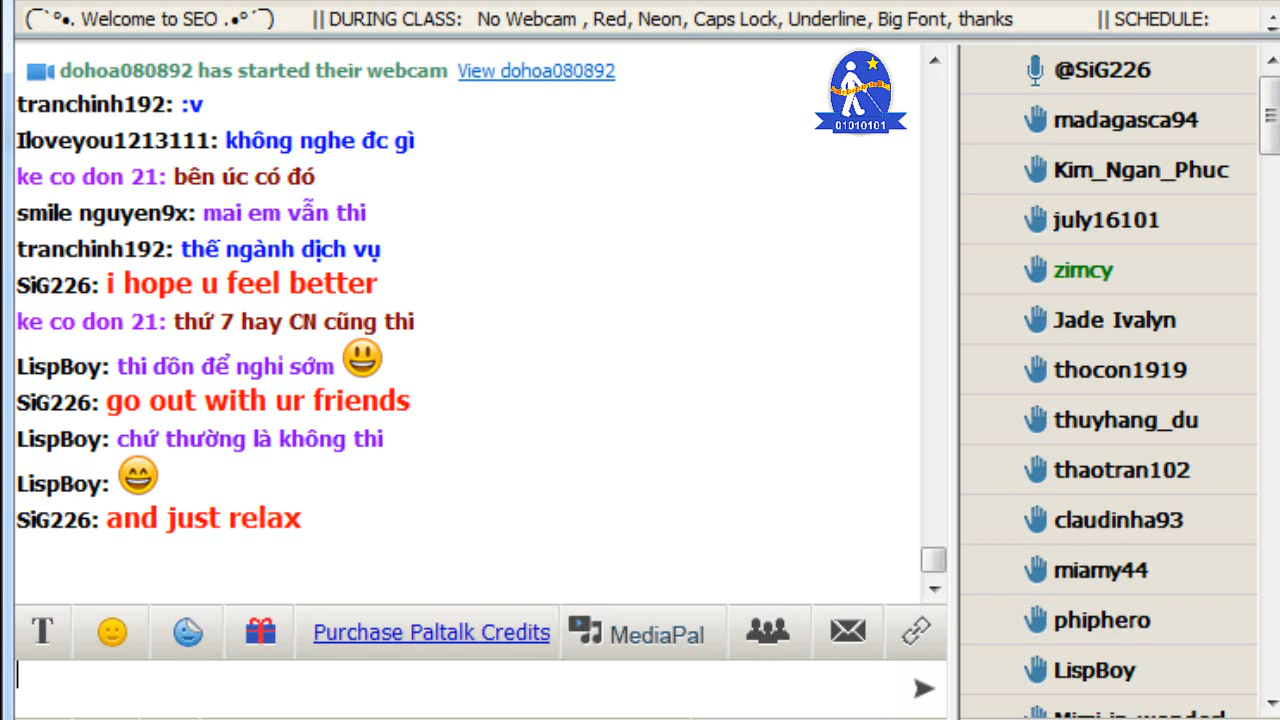 (¯`°•. Welcome to SEO .•°´¯) || DURING CLASS: No Webcam , Red, Neon, Caps Lock, Underline, Big Font, thanks || SCHEDULE:
dohoa080892 has started their webcam View dohoa080892
tranchinh192: :v
Iloveyou1213111: không nghe đc gì
ke co don 21: bên úc có đó
smile nguyen9x: mai em vẫn thi
tranchinh192: thế ngành dịch vụ
SiG226: i hope u feel better
ke co don 21: thứ 7 hay CN cũng thi
LispBoy: thi dồn để nghỉ sớm
SiG226: go out with ur friends
LispBoy: chứ thường là không thi
LispBoy:
SiG226: and just relax
01010101
T Purchase Paltalk Credits MediaPal
@SiG226
madagasca94
Kim_Ngan_Phuc
july16101
zimcy
Jade Ivalyn
thocon1919
thuyhang_du
thaotran102
claudinha93
miamy44
phiphero
LispBoy